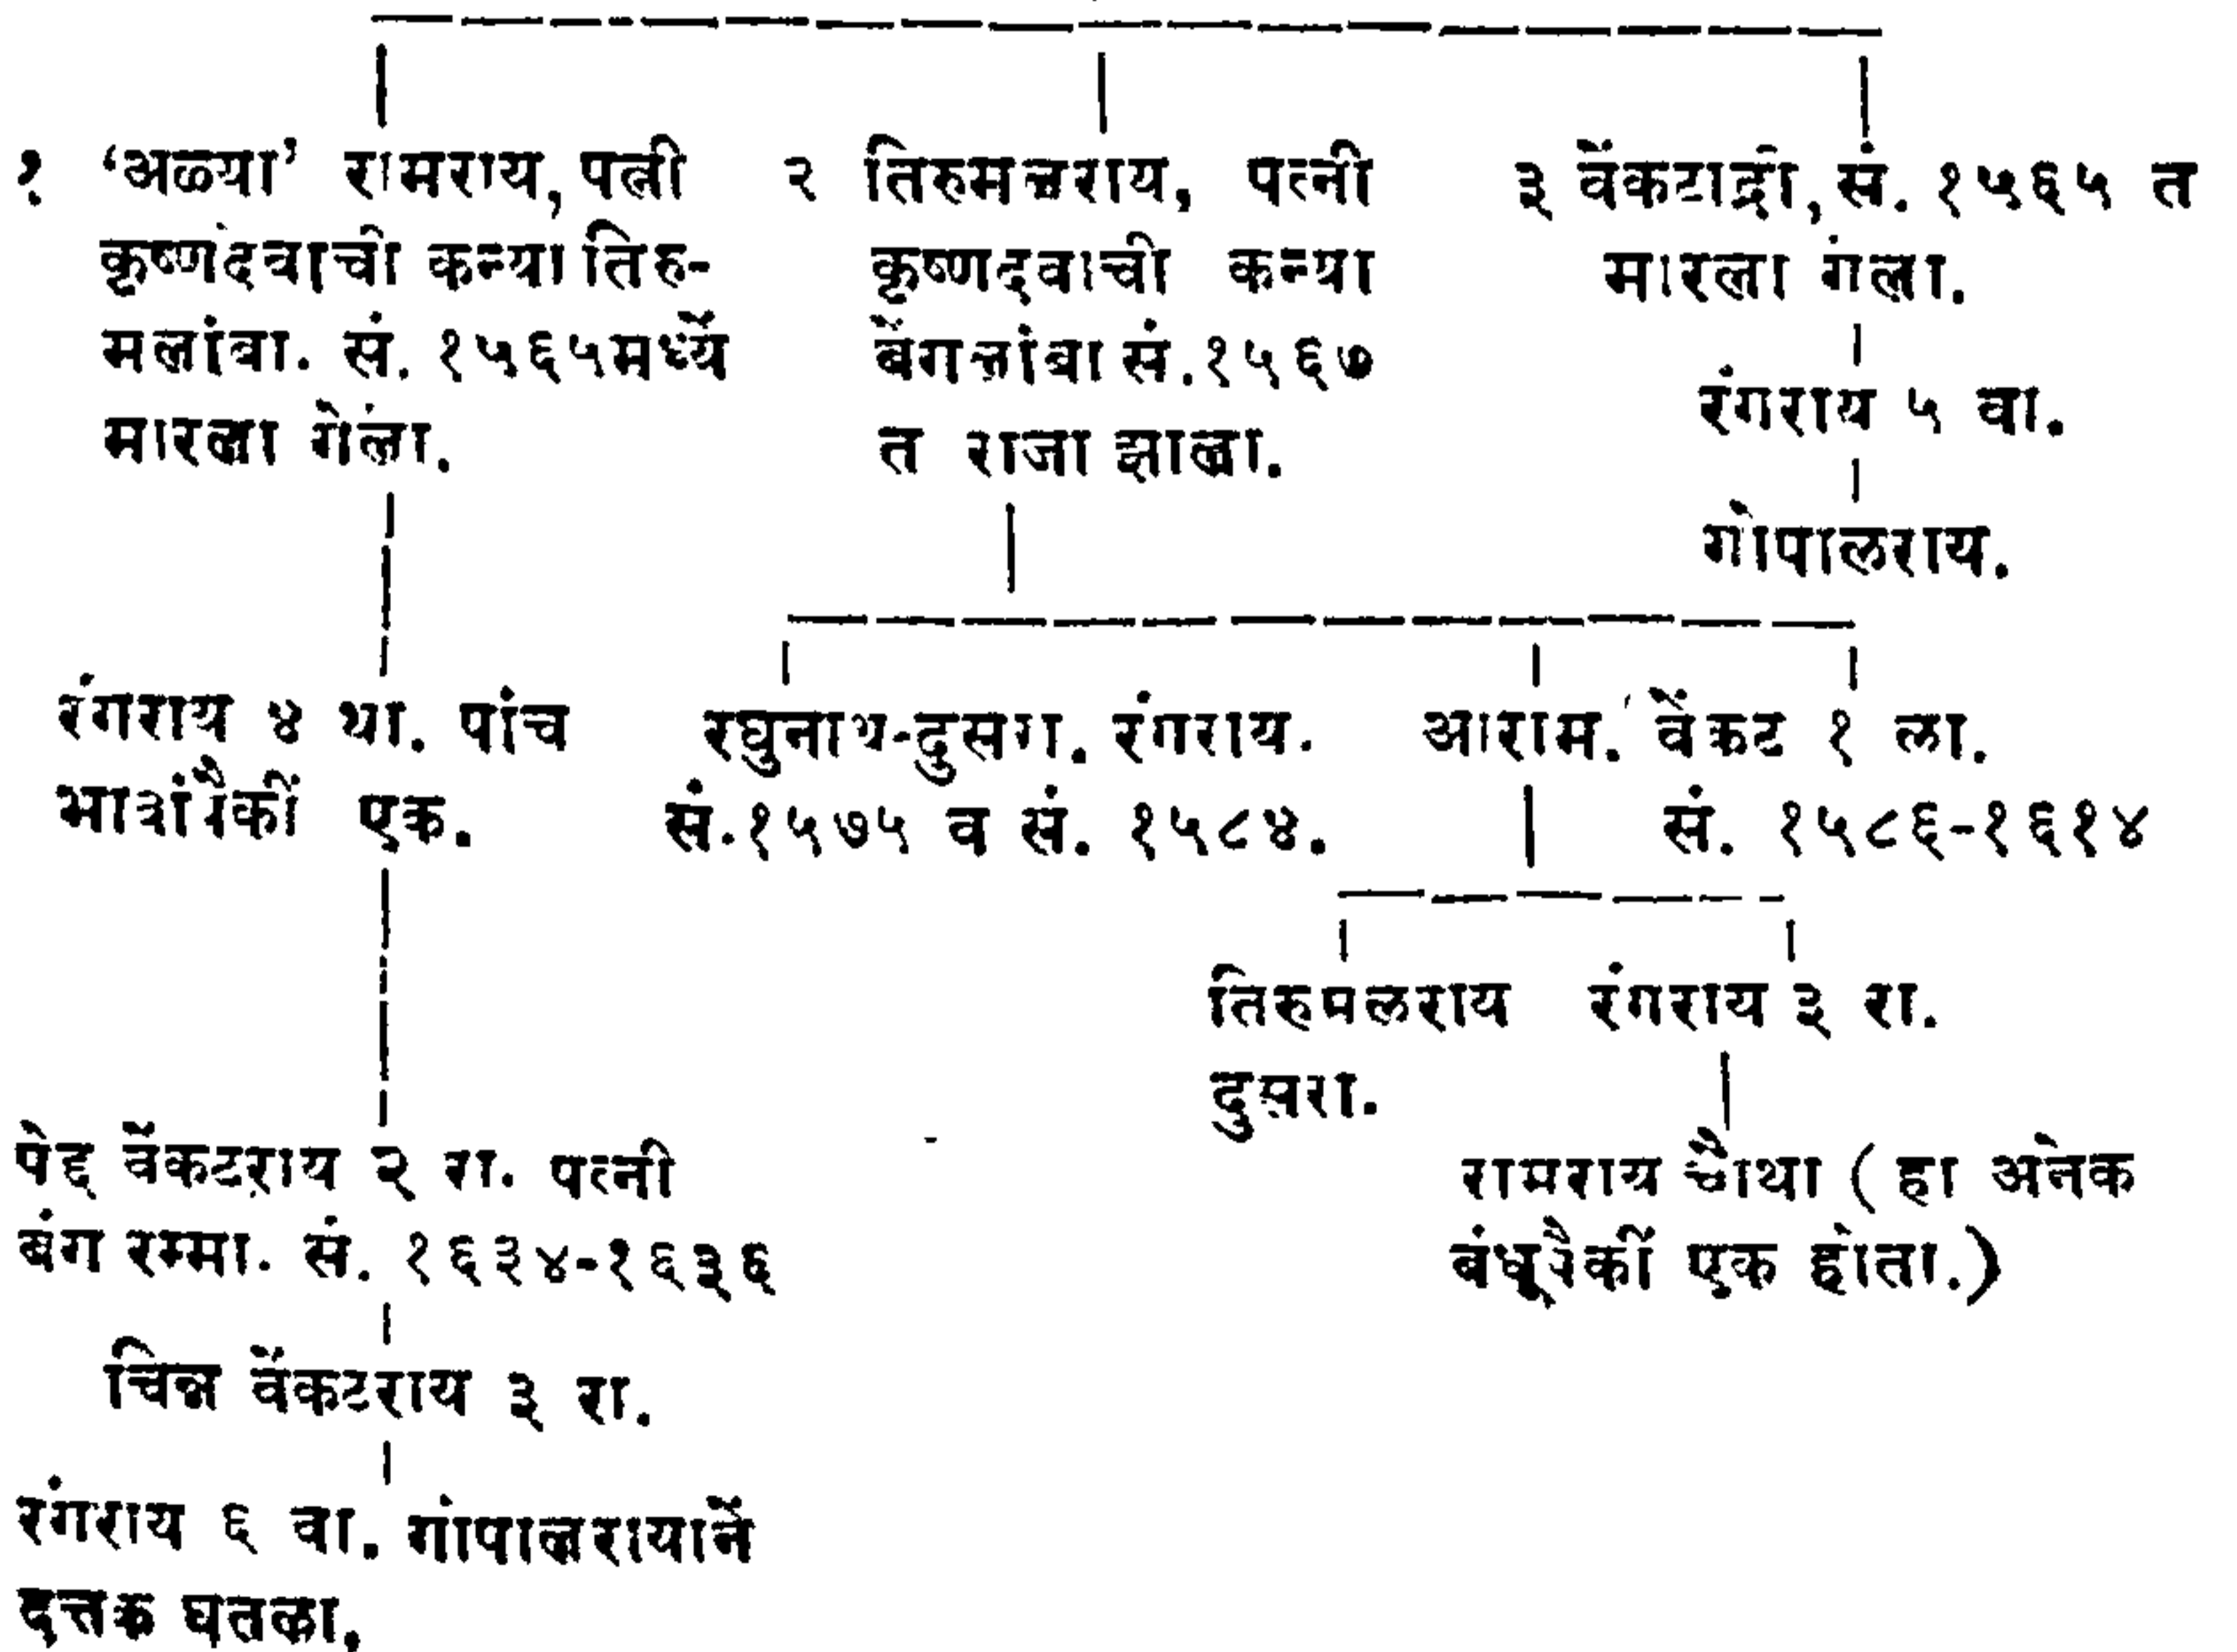 १ ‘अळ्या’ रामराय, पत्नी
कृष्णदेवाची कन्या तिरु-
मलांबा. सं. १५६५मध्यें
मारला गेला.
२ तिरुमलराय, पत्नी
कृष्णदेवाची कन्या
वेंगलांबा सं.१५६७
त राजा झाला.
३ वेंकटाद्री, सं. १५६५ त
मारला गेला.
रंगराय ५ वा.
गोपालराय.
रंगराय ४ था. पांच
भावांपैकीं एक.
रघुनाथ-दुसरा. रंगराय.
सं.१५७५ व सं. १५८४.
आराम.
वेंकट १ ला.
सं. १५८६-१६१४
तिरुमलराय
दुसरा.
रंगराय ३ रा.
रामराय चौथा ( हा अनेक
बंधूपैकीं एक होता.)
पेद्द वेंकटराय २ रा. पत्नी
बंगरम्मा. सं. १६३४-१६३६
चिन्न वेंकटराय ३ रा.
रंगराय ६ वा. गोपालरायानें
दत्तक घेतला.